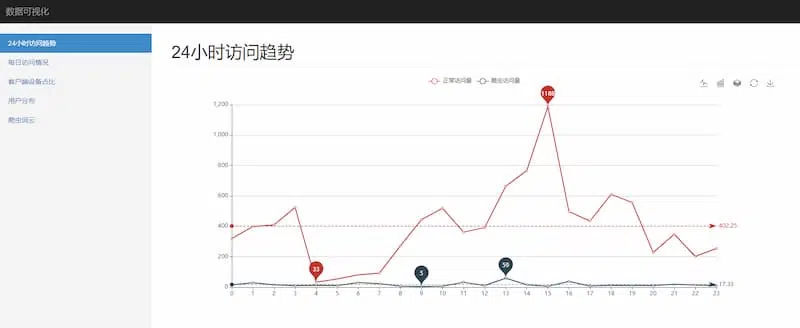 数据可视化
24小时访问趋势
每日访问情况
客户端设备占比
用户分布
爬虫词云
24小时访问趋势
正常访问量 爬虫访问量
1188
1,200
1,000
800
600
400
200
0
402.25
17.33
33
5
59
0 1 2 3 4 5 6 7 8 9 10 11 12 13 14 15 16 17 18 19 20 21 22 23